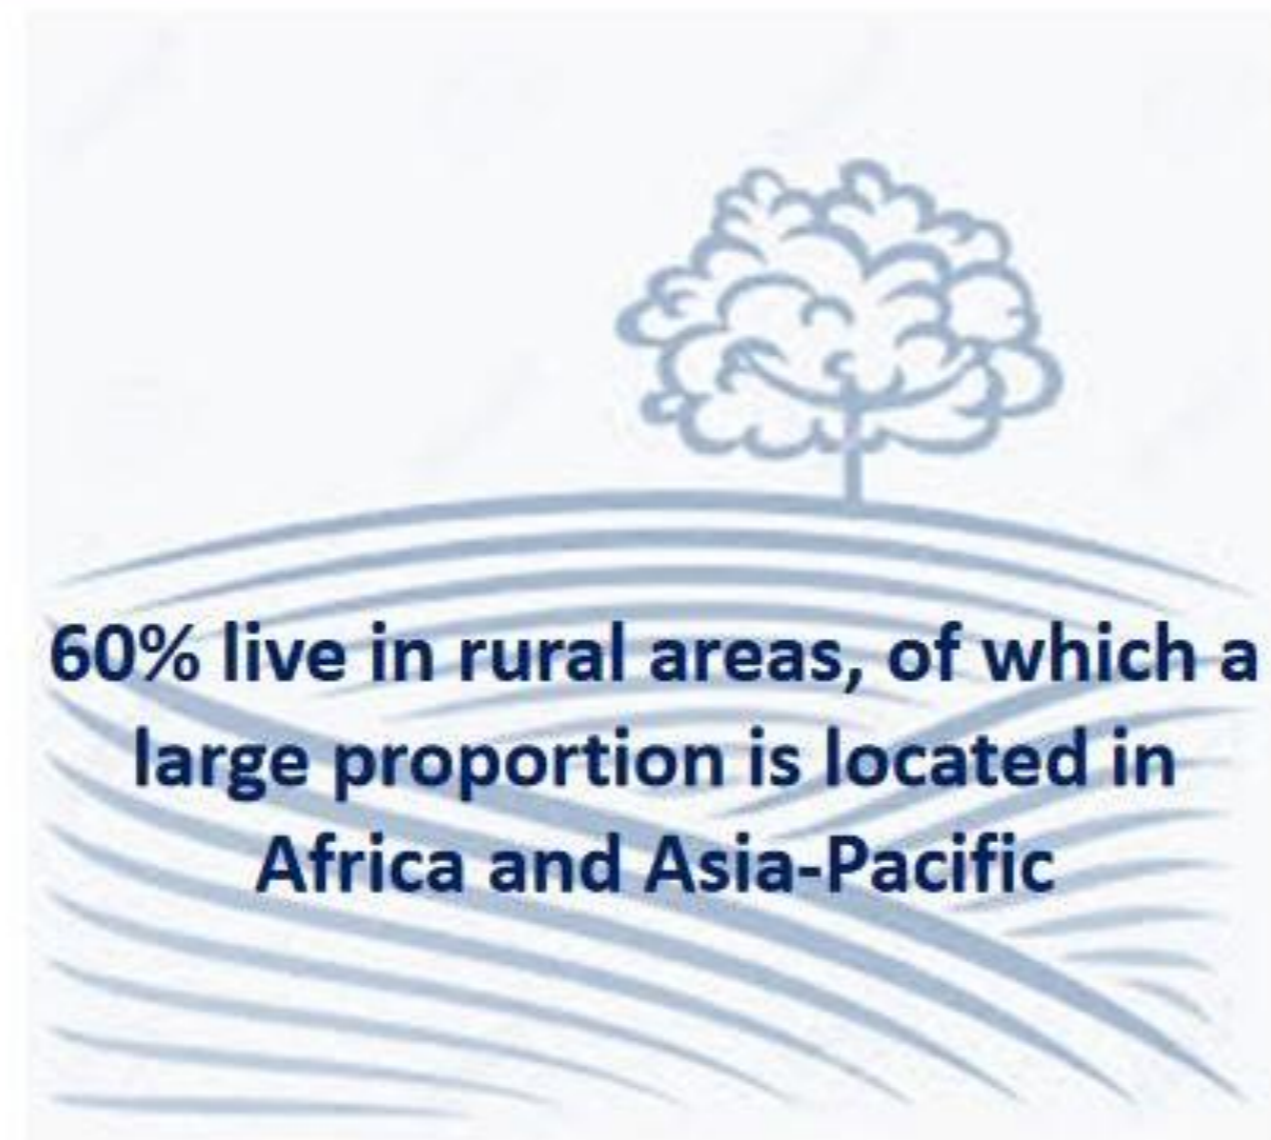 60% live in rural areas, of which a
large proportion is located in
Africa and Asia-Pacific